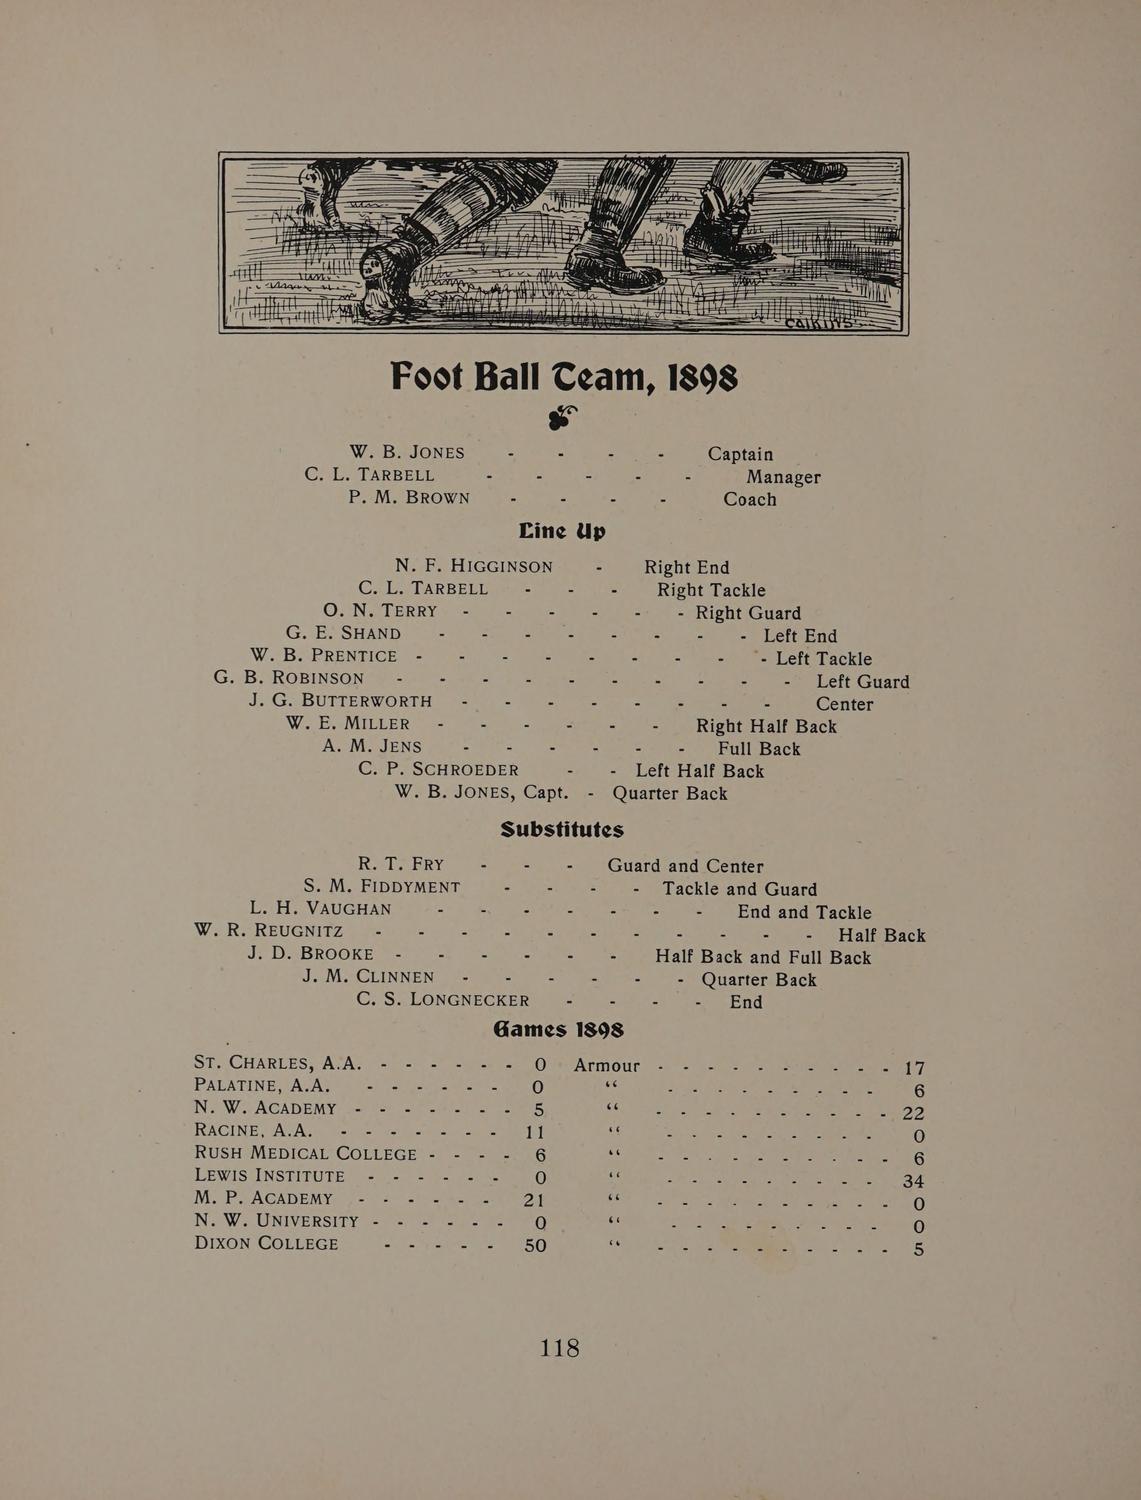 CALKINS
Foot Ball Team, 1898
W. B. JONES - - - - Captain
C. L. TARBELL - - - - - Manager
P. M. BROWN - - - - Coach
Line Up
N. F. HIGGINSON - Right End
C. L. TARBELL - - - Right Tackle
O. N. TERRY - - - - - - Right Guard
G. E. SHAND - - - - - - - - Left End
W. B. PRENTICE - - - - - - - - - Left Tackle
G. B. ROBINSON - - - - - - - - - - Left Guard
J. G. BUTTERWORTH - - - - - - - - Center
W. E. MILLER - - - - - - Right Half Back
A. M. JENS - - - - - - Full Back
C. P. SCHROEDER - - Left Half Back
W. B. JONES, Capt. - Quarter Back
Substitutes
R. T. FRY - - - Guard and Center
S. M. FIDDYMENT - - - - Tackle and Guard
L. H. VAUGHAN - - - - - - - End and Tackle
W. R. REUGNITZ - - - - - - - - - - - Half Back
J. D. BROOKE - - - - - - Half Back and Full Back
J. M. CLINNEN - - - - - - Quarter Back
C. S. LONGNECKER - - - - End
Games 1898
ST. CHARLES, A.A. - - - - - - 0 Armour - - - - - - - - - - - 17
PALATINE, A.A. - - - - - - 0 “ - - - - - - - - - - 6
N. W. ACADEMY - - - - - - - 5 “ - - - - - - - - - - - 22
RACINE, A.A. - - - - - - - 11 “ - - - - - - - - - - 0
RUSH MEDICAL COLLEGE - - - - 6 “ - - - - - - - - - - - 6
LEWIS INSTITUTE - - - - - - 0 “ - - - - - - - - - - 34
M. P. ACADEMY - - - - - - 21 “ - - - - - - - - - - - 0
N. W. UNIVERSITY - - - - - - 0 “ - - - - - - - - - - 0
DIXON COLLEGE - - - - - 50 “ - - - - - - - - - - - 5
118